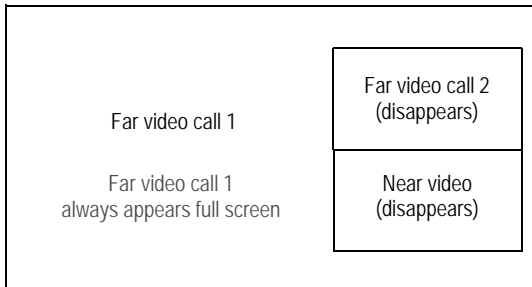 Far video call 1
Far video call 1
always appears full screen
Far video call 2
(disappears)
Near video
(disappears)